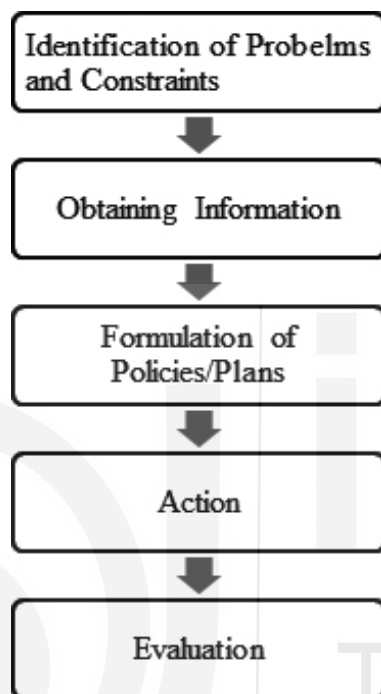 Identification of Probelms
and Constraints
Obtaining Information
Formulation of
Policies/Plans
Action
Evaluation